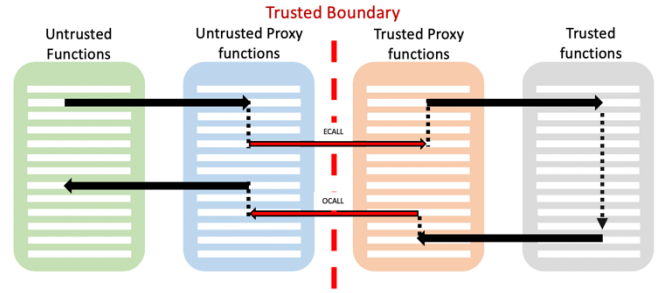 Trusted Boundary
Untrusted
Functions
Untrusted Proxy
functions
Trusted Proxy
functions
Trusted
functions
ECALL
OCALL